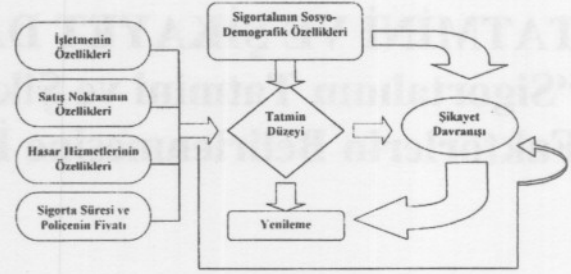 Sigortalının Sosyo-
Demografik Özellikleri
İşletmenin
Özellikleri
Satış Noktasının
Özellikleri
Hasar Hizmetlerinin
Özellikleri
Sigorta Süresi ve
Poliçenin Fiyatı
Tatmin
Düzeyi
Şikayet
Davranışı
Yenileme